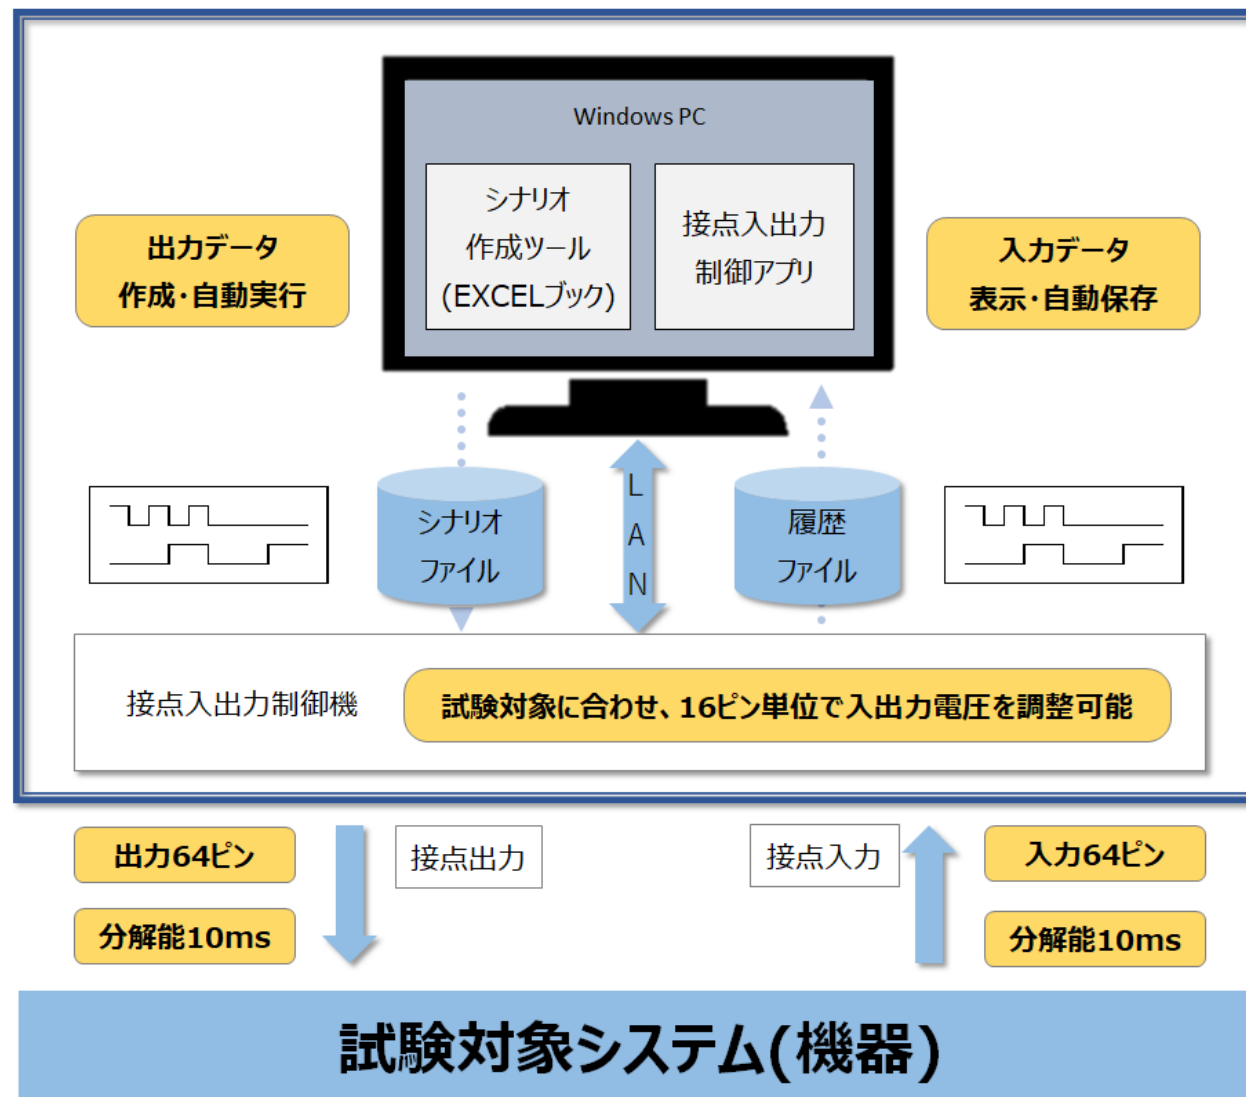 Windows PC
シナリオ
作成ツール
(EXCELブック)
接点入出力
制御アプリ
出力データ
作成･自動実行
入力データ
表示･自動保存
シナリオ
ファイル
L
A
N
履歴
ファイル
接点入出力制御機
試験対象に合わせ、16ピン単位で入出力電圧を調整可能
出力64ピン
接点出力
接点入力
入力64ピン
分解能10ms
分解能10ms
試験対象システム(機器)